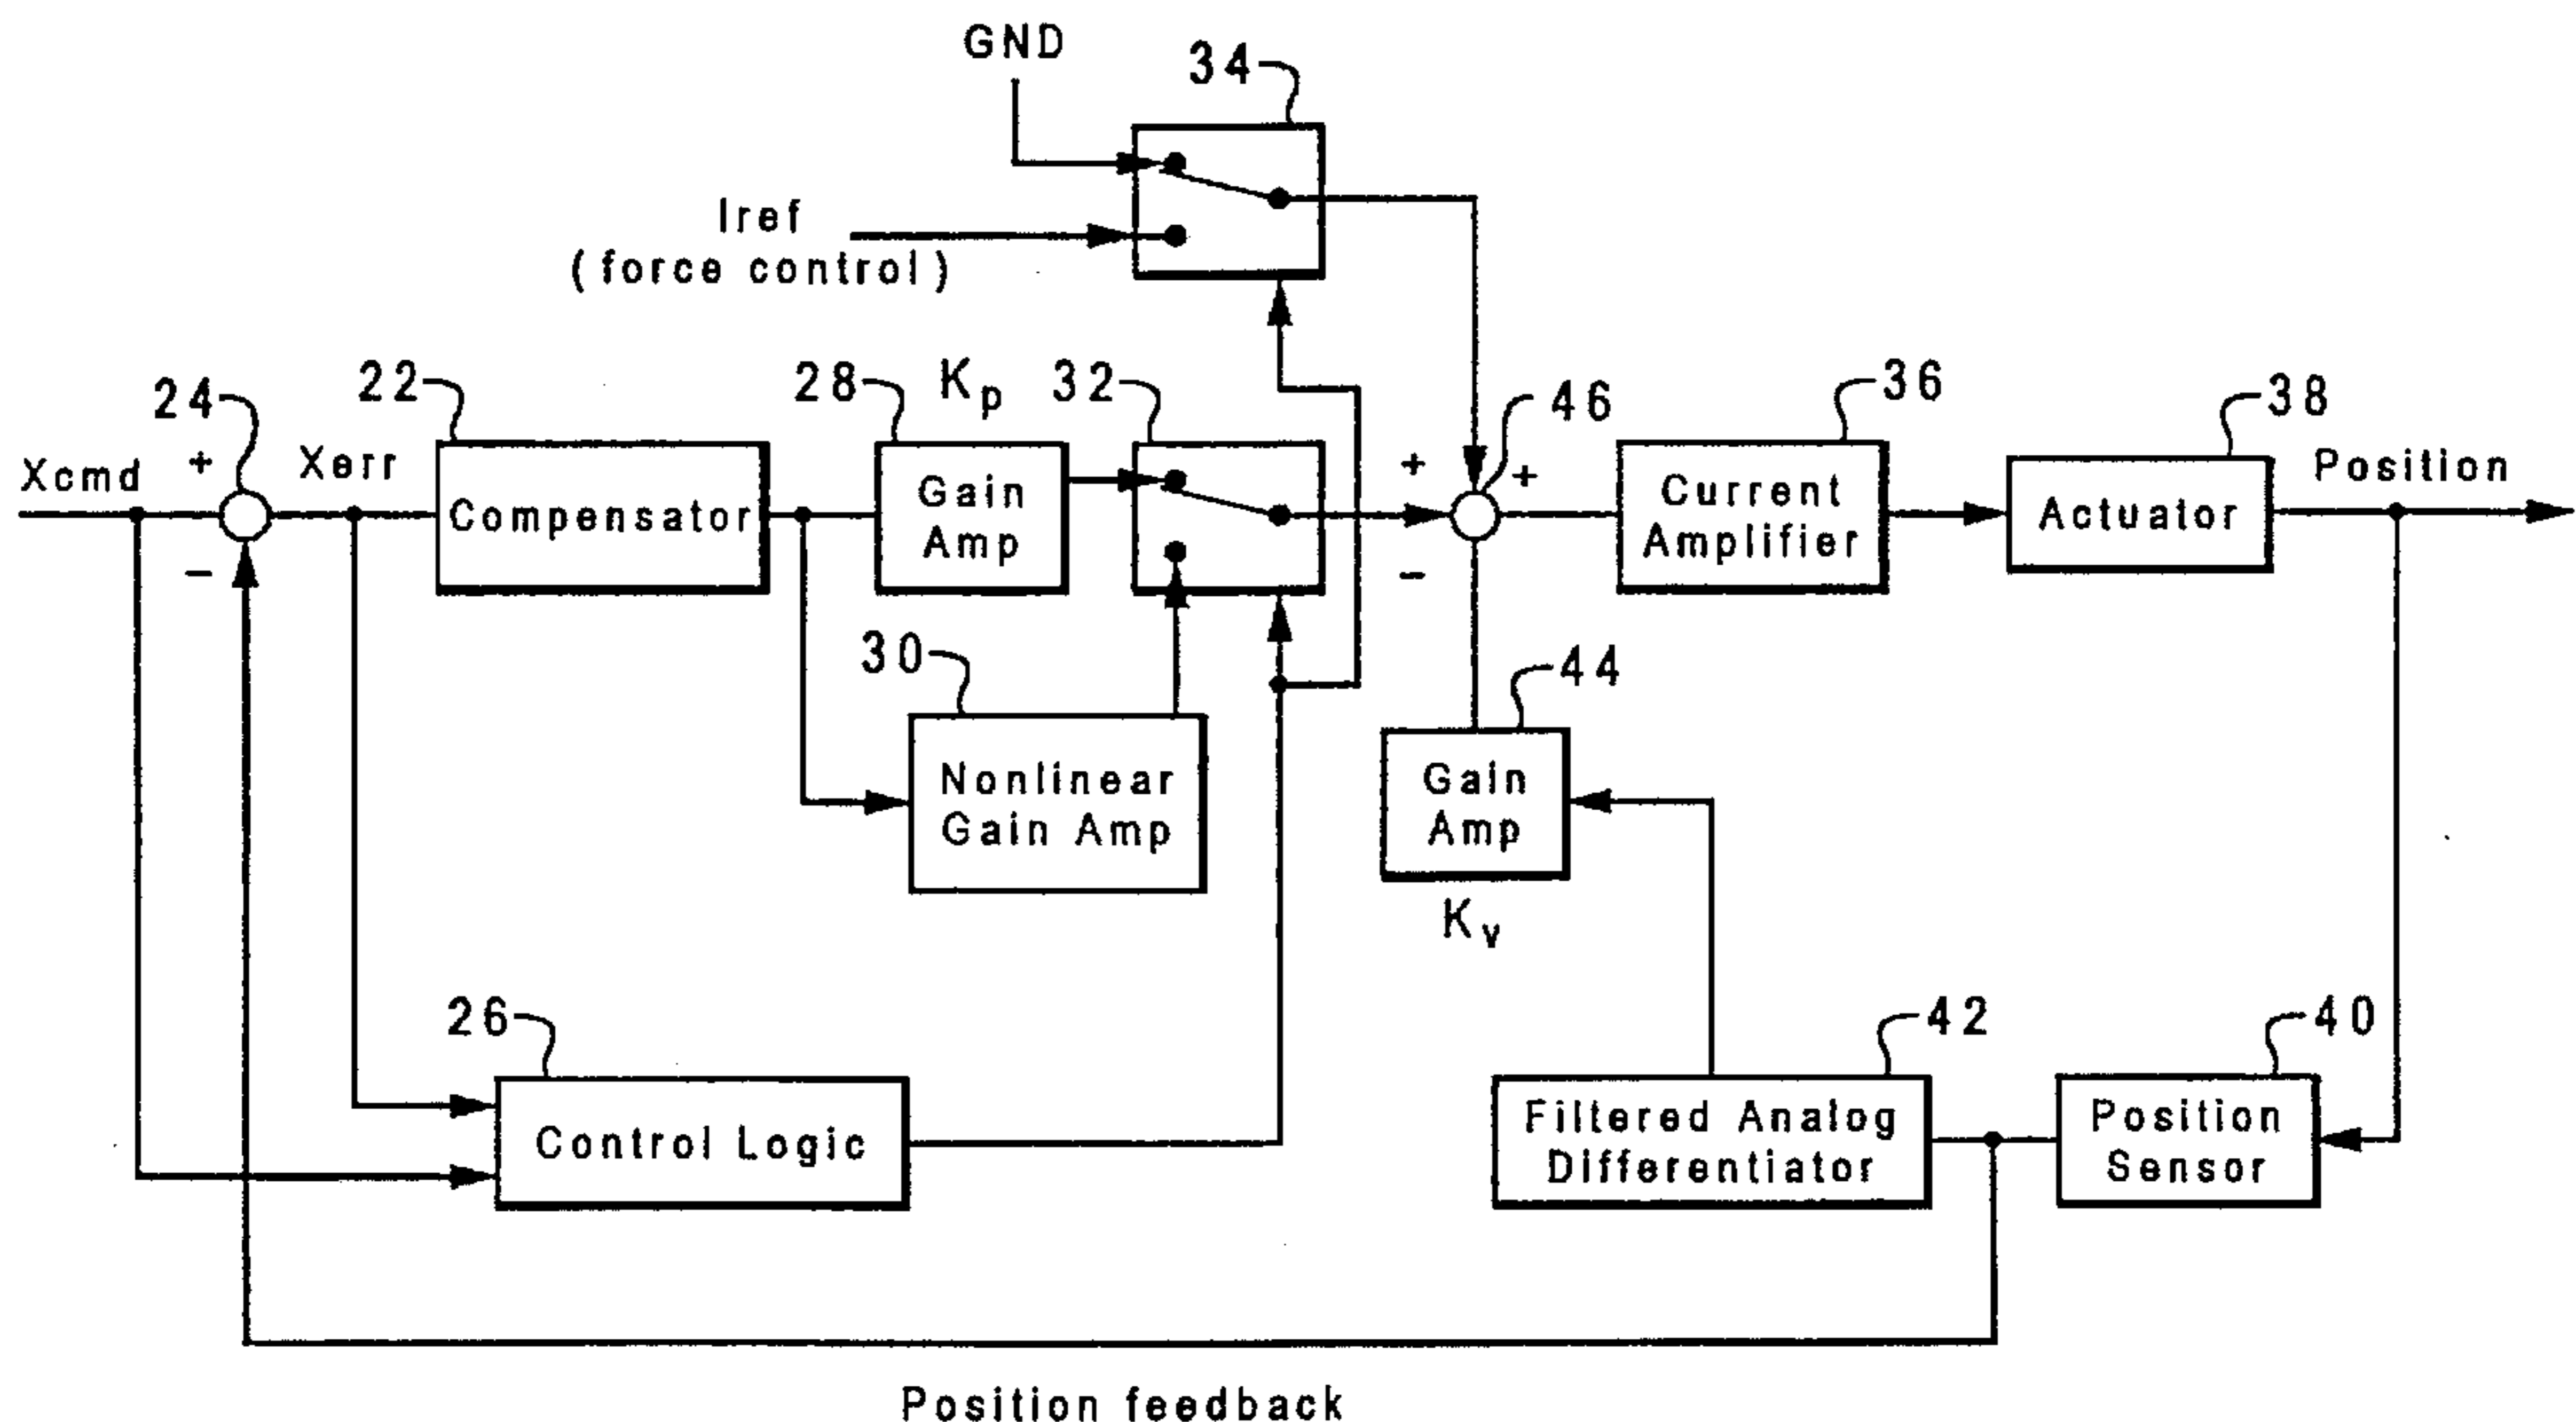 GND
34
Iref
(force control)
24
22
28
Kp
32
46
36
38
Xcmd
+
−
Xerr
Compensator
Gain
Amp
+
+
−
Current
Amplifier
Actuator
Position
30
Nonlinear
Gain Amp
44
Gain
Amp
Kv
26
Control Logic
42
Filtered Analog
Differentiator
40
Position
Sensor
Position feedback